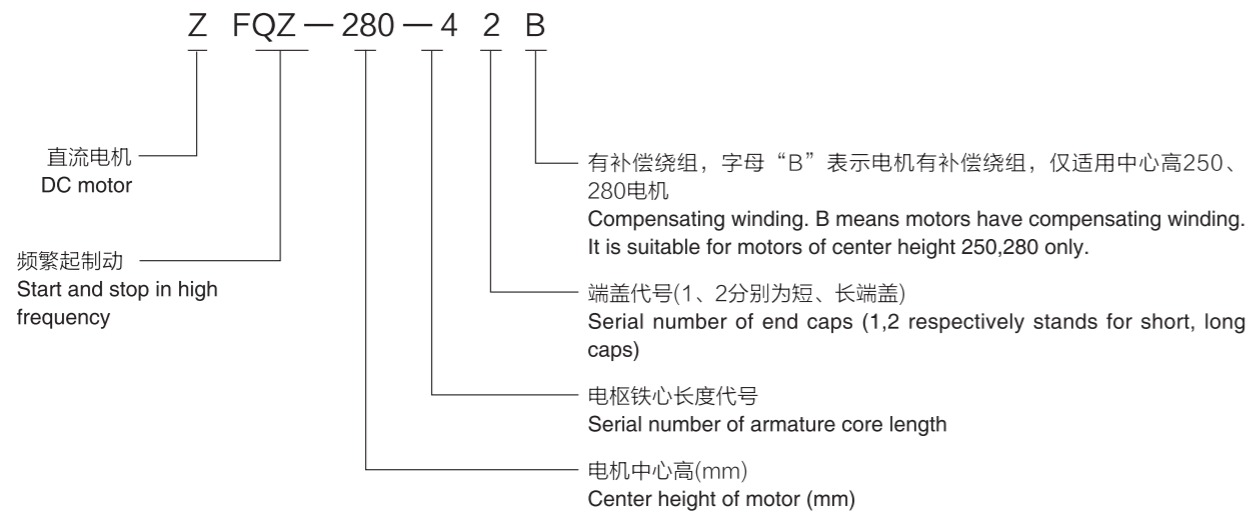 Z FQZ — 280 — 4 2 B
直流电机
DC motor
频繁起制动
Start and stop in high
frequency
有补偿绕组，字母“B”表示电机有补偿绕组，仅适用中心高250、
280电机
Compensating winding. B means motors have compensating winding.
It is suitable for motors of center height 250,280 only.
端盖代号(1、2分别为短、长端盖)
Serial number of end caps (1,2 respectively stands for short, long
caps)
电枢铁心长度代号
Serial number of armature core length
电机中心高(mm)
Center height of motor (mm)